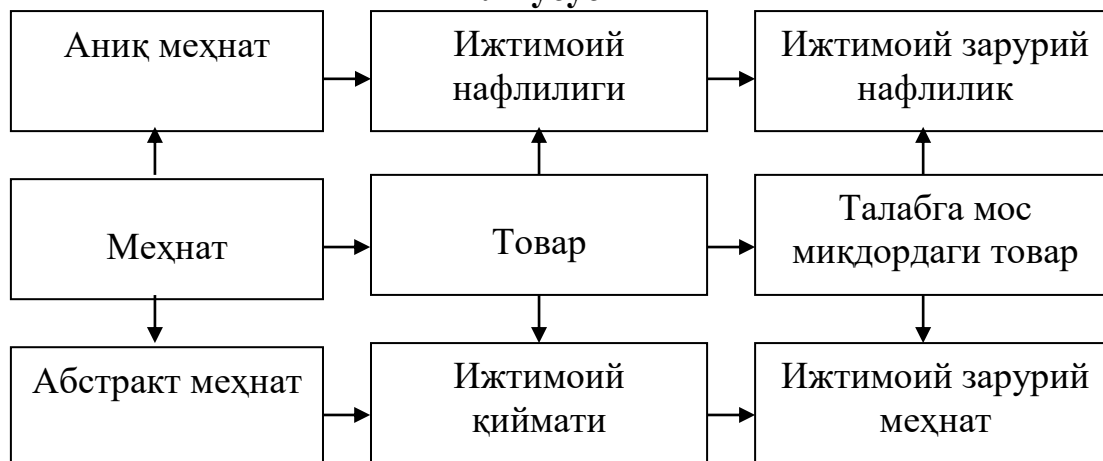 Аниқ меҳнат
Ижтимоий
нафлилиги
Ижтимоий зарурий
нафлилик
Меҳнат
Товар
Талабга мос
миқдордаги товар
Абстракт меҳнат
Ижтимоий
қиймати
Ижтимоий зарурий
меҳнат